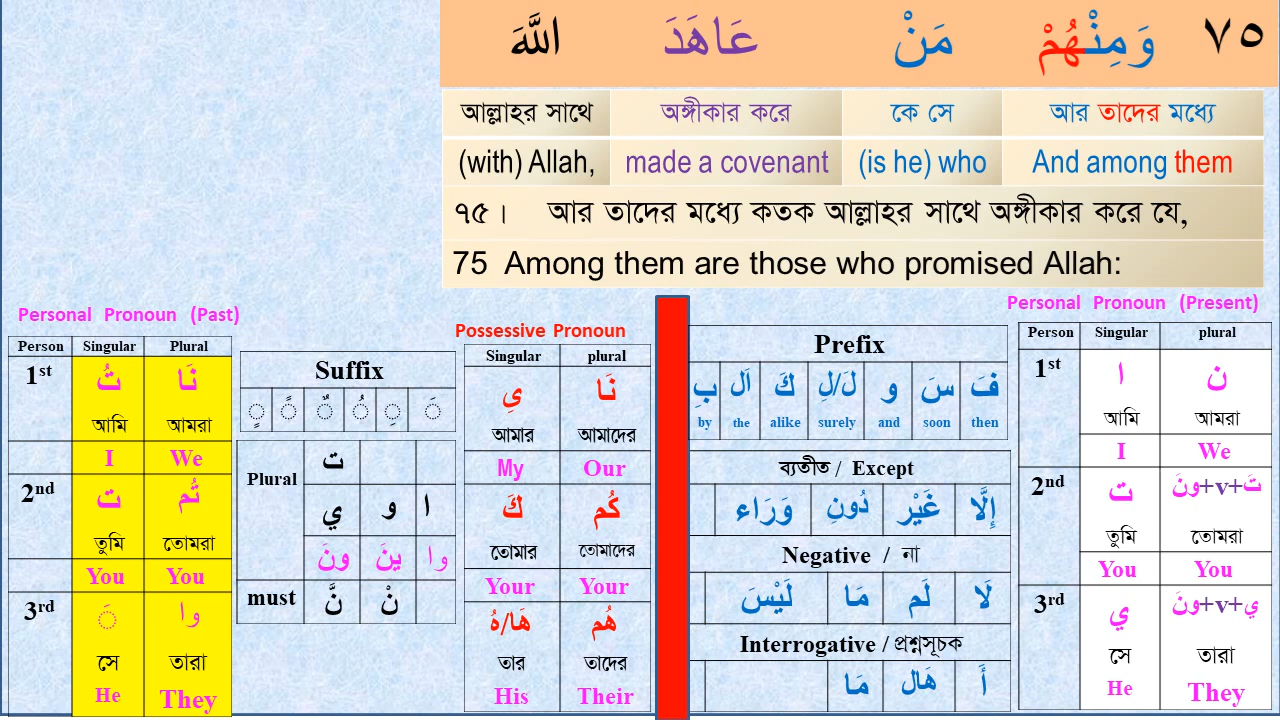 ٧٥ وَمِنْهُمْ مَنْ عَاهَدَ اللَّهَ
আল্লাহর সাথে অঙ্গীকার করে কে সে আর তাদের মধ্যে
(with) Allah, made a covenant (is he) who And among them
৭৫। আর তাদের মধ্যে কতক আল্লাহর সাথে অঙ্গীকার করে যে,
75 Among them are those who promised Allah:
Personal Pronoun (Past)
Person Singular Plural
1st تُ نَا
আমি আমরা
I We
2nd ت تُم
তুমি তোমরা
You You
3rd َ وا
সে তারা
He They
Suffix
ٍ ً ٌ ُ ِ َ
Plural ت
ي و ا
ونَ ينَ وا
must نَّ نْ
Possessive Pronoun
Singular plural
يِ نَا
আমার আমাদের
My Our
كَ كُم
তোমার তোমাদের
Your Your
هَا/هُ هُم
তার তাদের
His Their
Prefix
بِ اَل كَ لَ/لِ و سَ فَ
by the alike surely and soon then
ব্যতীত / Except
وَرَاء دُونِ غَيْر إِلَّا
Negative / না
لَيْسَ مَا لَم لَا
Interrogative / প্রশ্নসূচক
مَا هَال أَ
Personal Pronoun (Present)
Person Singular plural
1st ا ن
আমি আমরা
I We
2nd ت تَ+v+ونَ
তুমি তোমরা
You You
3rd ي ي+v+ونَ
সে তারা
He They